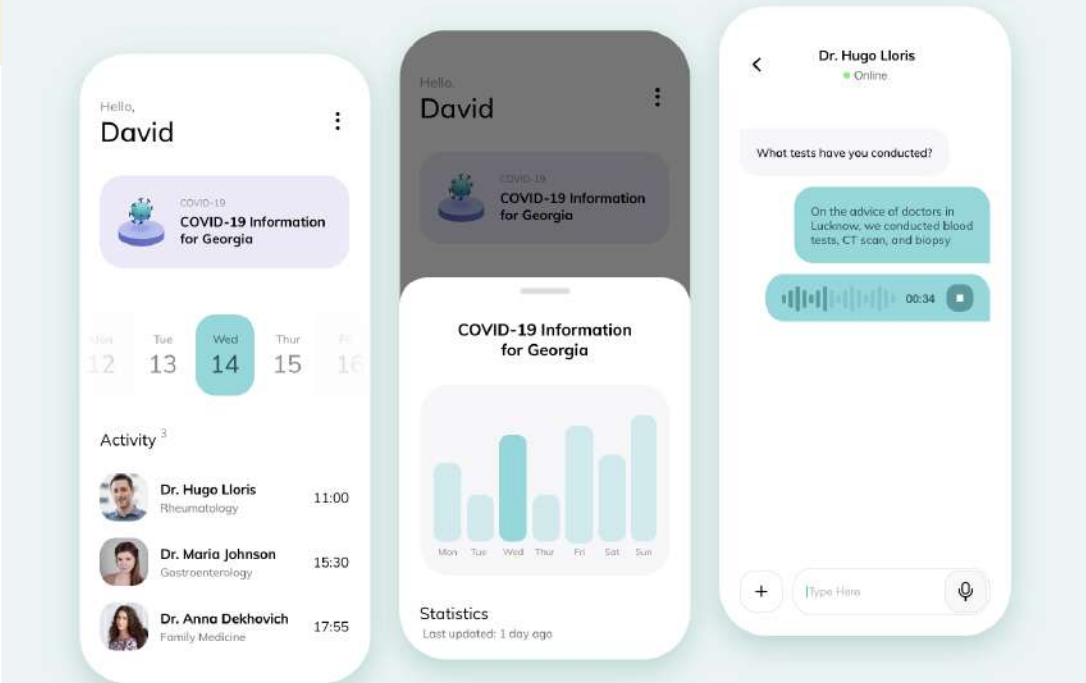 Hello,
David
COVID-19
COVID-19 Information
for Georgia
Mon
12
Tue
13
Wed
14
Thur
15
16
Activity 3
Dr. Hugo Lloris
Rheumatology
11:00
Dr. Maria Johnson
Gastroenterology
15:30
Dr. Anna Dekhovich
Family Medicine
17:55
Hello,
David
COVID-19
COVID-19 Information
for Georgia
COVID-19 Information
for Georgia
Mon Tue Wed Thur Fri Sat Sun
Statistics
Last updated: 1 day ago
Dr. Hugo Lloris
Online
What tests have you conducted?
On the advice of doctors in
Lucknow, we conducted blood
tests, CT scan, and biopsy
00:34
Type Here